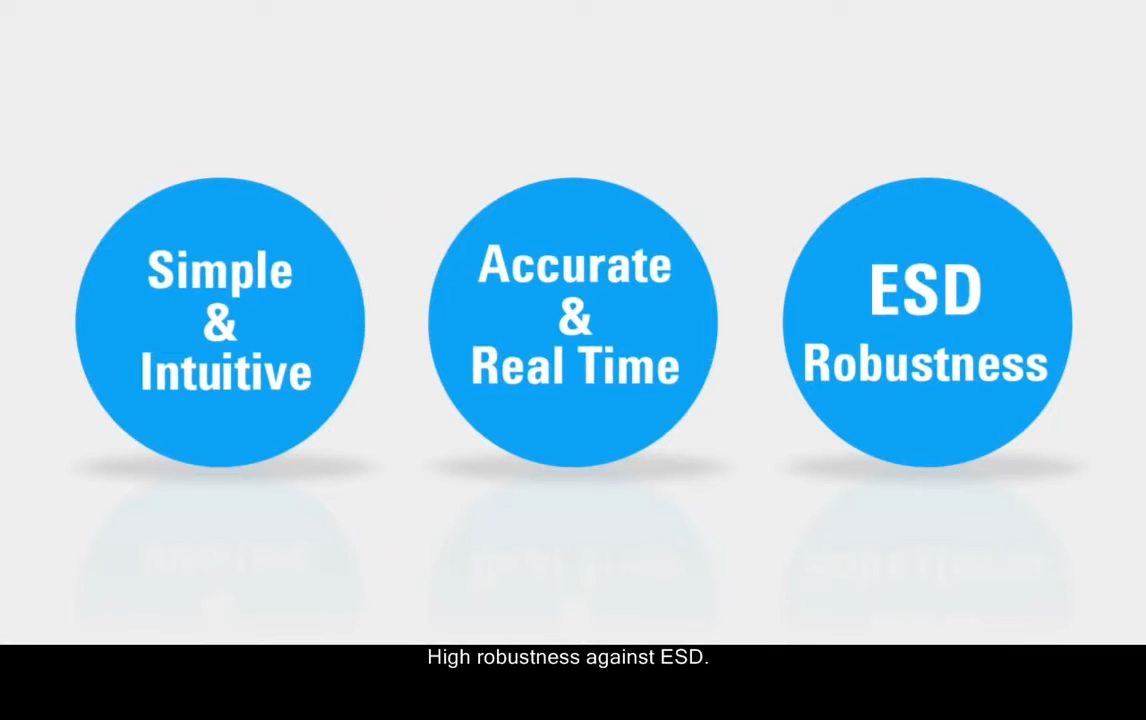 Simple
&
Intuitive
Accurate
&
Real Time
ESD
Robustness
High robustness against ESD.